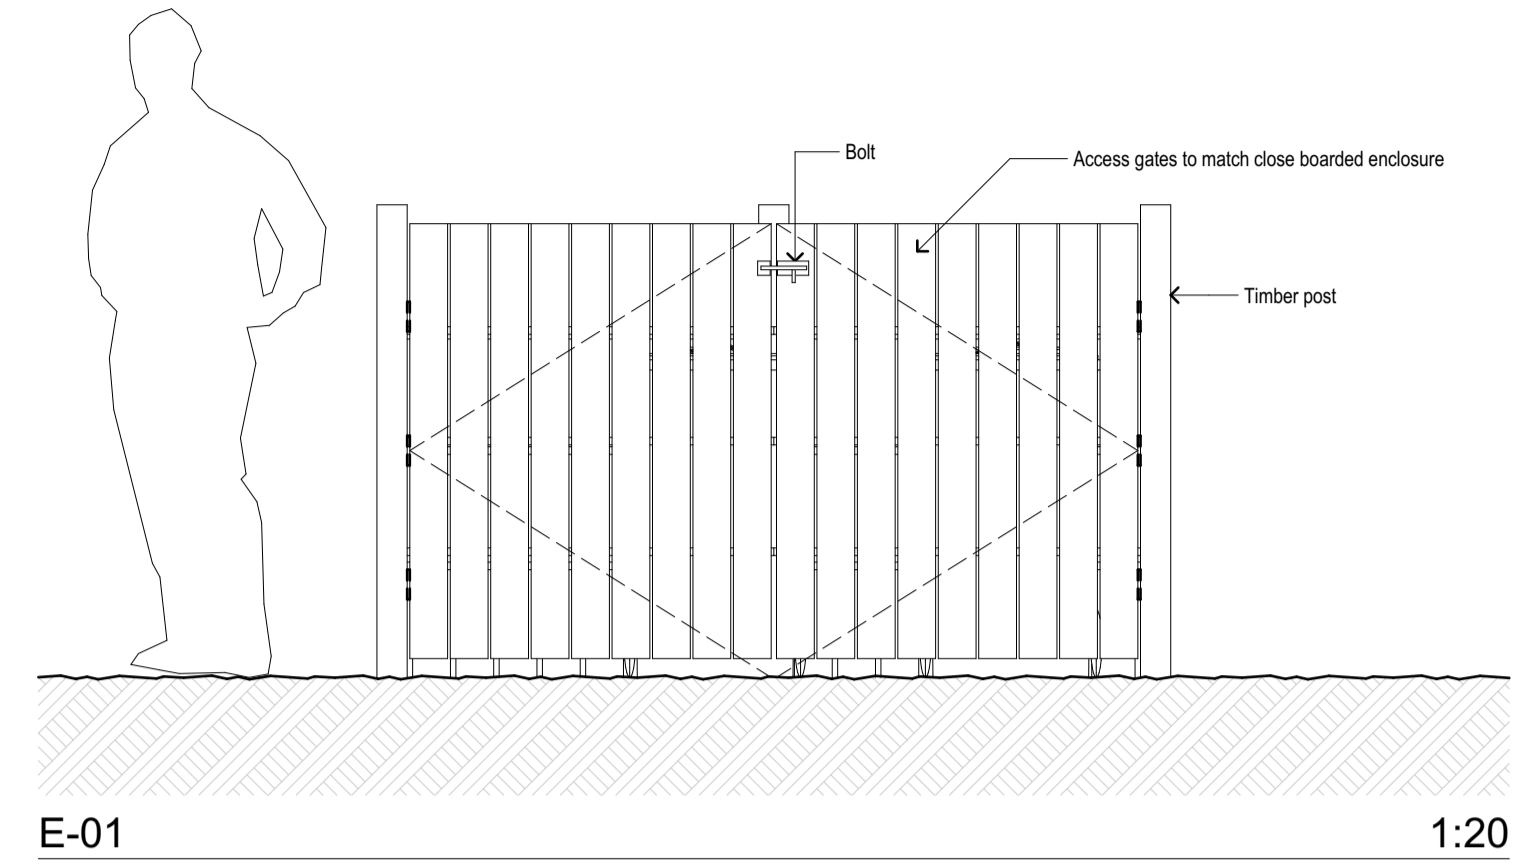 Bolt
Access gates to match close boarded enclosure
Timber post
E-01
1:20